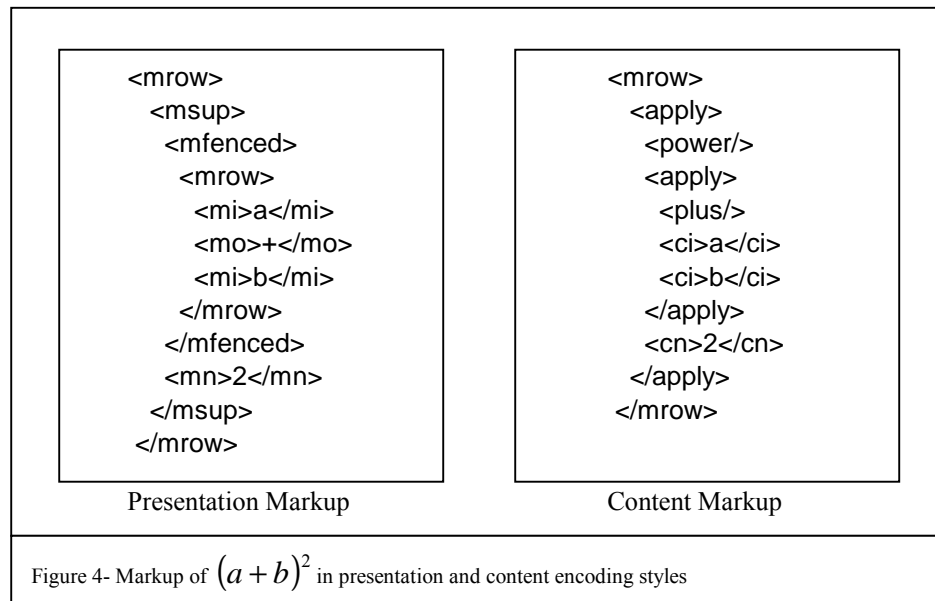 <mrow>
<msup>
<mfenced>
<mrow>
<mi>a</mi>
<mo>+</mo>
<mi>b</mi>
</mrow>
</mfenced>
<mn>2</mn>
</msup>
</mrow>
Presentation Markup
<mrow>
<apply>
<power/>
<apply>
<plus/>
<ci>a</ci>
<ci>b</ci>
</apply>
<cn>2</cn>
</apply>
</mrow>
Content Markup
Figure 4- Markup of (a + b)² in presentation and content encoding styles